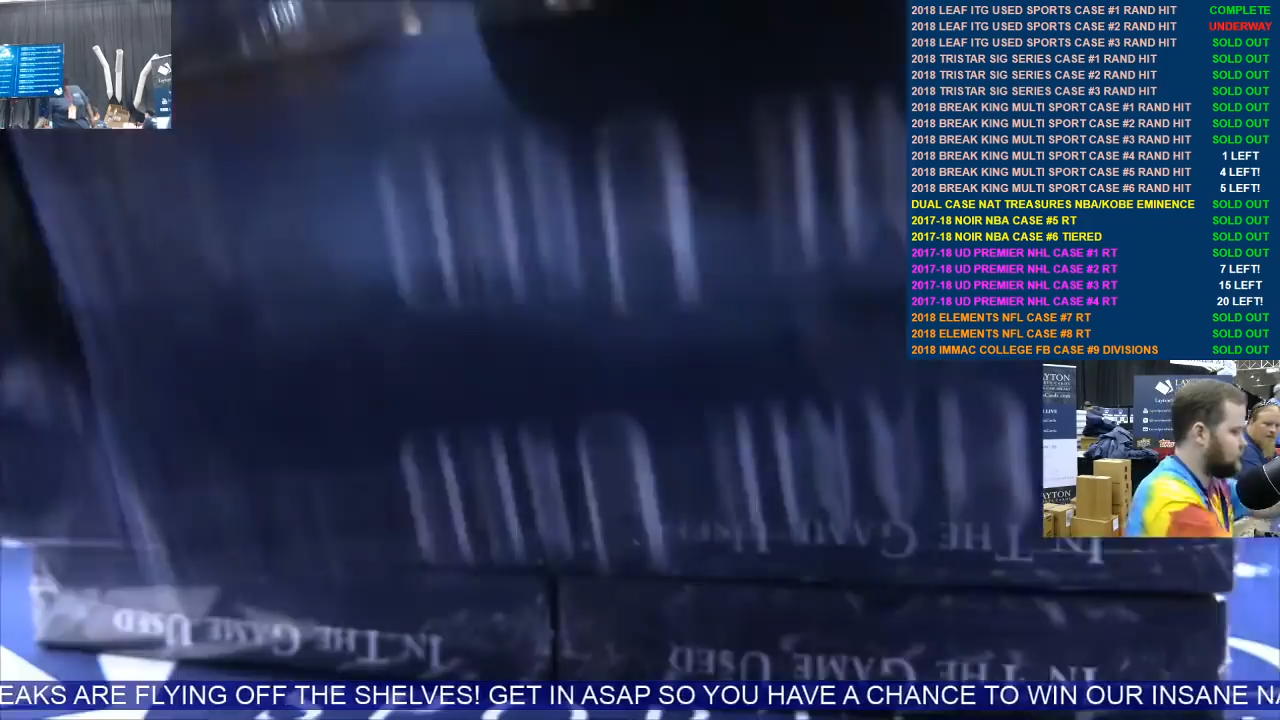 2018 LEAF ITG USED SPORTS CASE #1 RAND HIT COMPLETE
2018 LEAF ITG USED SPORTS CASE #2 RAND HIT UNDERWAY
2018 LEAF ITG USED SPORTS CASE #3 RAND HIT SOLD OUT
2018 TRISTAR SIG SERIES CASE #1 RAND HIT SOLD OUT
2018 TRISTAR SIG SERIES CASE #2 RAND HIT SOLD OUT
2018 TRISTAR SIG SERIES CASE #3 RAND HIT SOLD OUT
2018 BREAK KING MULTI SPORT CASE #1 RAND HIT SOLD OUT
2018 BREAK KING MULTI SPORT CASE #2 RAND HIT SOLD OUT
2018 BREAK KING MULTI SPORT CASE #3 RAND HIT SOLD OUT
2018 BREAK KING MULTI SPORT CASE #4 RAND HIT 1 LEFT
2018 BREAK KING MULTI SPORT CASE #5 RAND HIT 4 LEFT!
2018 BREAK KING MULTI SPORT CASE #6 RAND HIT 5 LEFT!
DUAL CASE NAT TREASURES NBA/KOBE EMINENCE SOLD OUT
2017-18 NOIR NBA CASE #5 RT SOLD OUT
2017-18 NOIR NBA CASE #6 TIERED SOLD OUT
2017-18 UD PREMIER NHL CASE #1 RT SOLD OUT
2017-18 UD PREMIER NHL CASE #2 RT 7 LEFT!
2017-18 UD PREMIER NHL CASE #3 RT 15 LEFT
2017-18 UD PREMIER NHL CASE #4 RT 20 LEFT!
2018 ELEMENTS NFL CASE #7 RT SOLD OUT
2018 ELEMENTS NFL CASE #8 RT SOLD OUT
2018 IMMAC COLLEGE FB CASE #9 DIVISIONS SOLD OUT
IN THE GAME USED
IN THE GAME USED
IN THE GAME USED
EAKS ARE FLYING OFF THE SHELVES! GET IN ASAP SO YOU HAVE A CHANCE TO WIN OUR INSANE NA